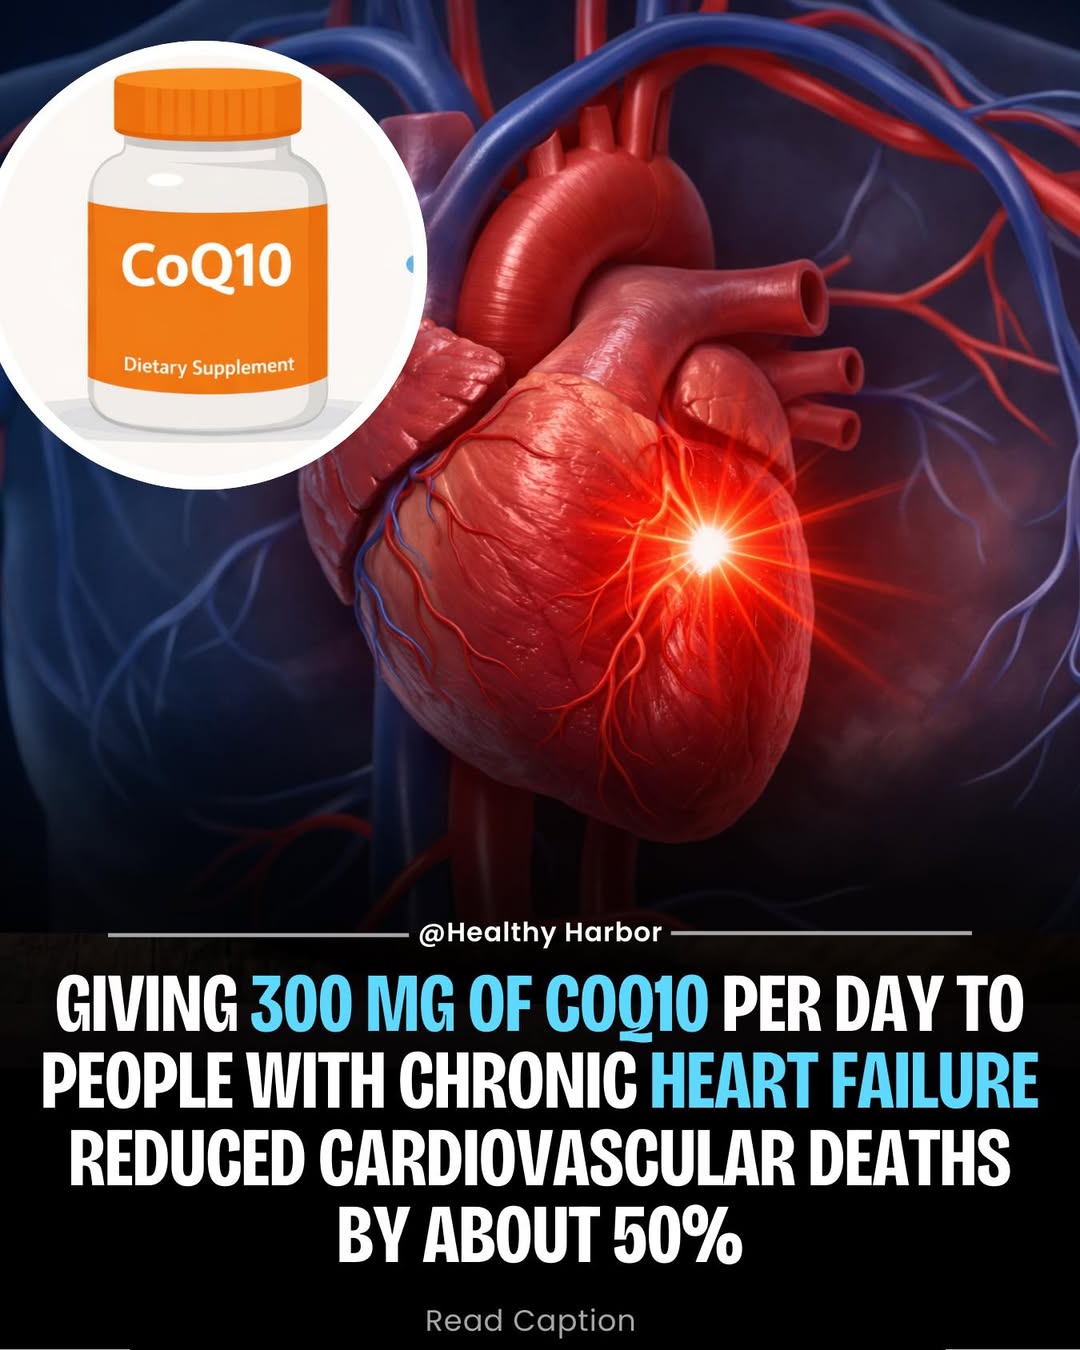 CoQ10
Dietary Supplement
@Healthy Harbor
GIVING 300 MG OF COQ10 PER DAY TO
PEOPLE WITH CHRONIC HEART FAILURE
REDUCED CARDIOVASCULAR DEATHS
BY ABOUT 50%
Read Caption